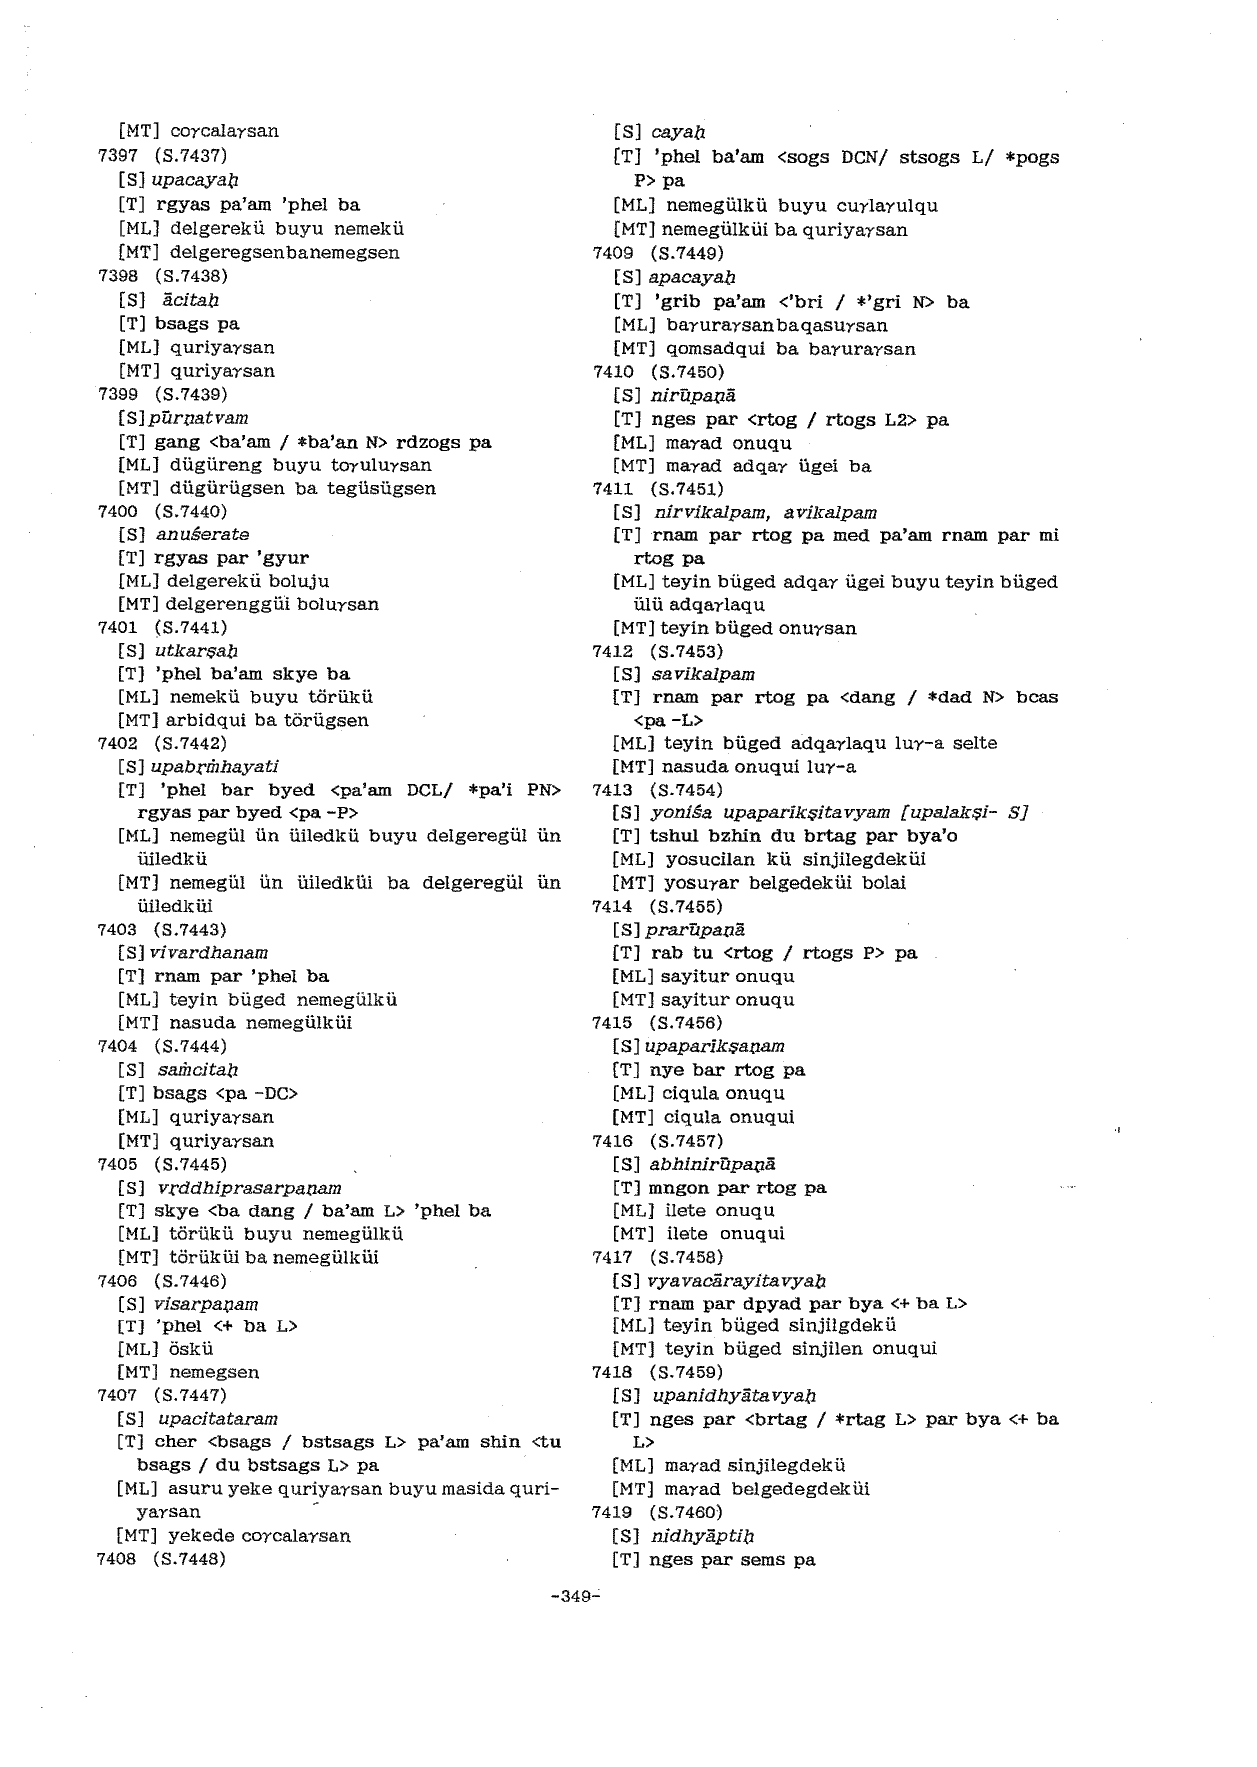 [MT] coγcalaγsan
7397 (S.7437)
[S] upacayaḥ
[T] rgyas pa'am 'phel ba
[ML] delgerekü buyu nemekü
[MT] delgeregsenbanemegsen
7398 (S.7438)
[S] ācitaḥ
[T] bsags pa
[ML] quriyaγsan
[MT] quriyaγsan
7399 (S.7439)
[S] pūrṇatvam
[T] gang <ba'am / *ba'an N> rdzogs pa
[ML] dügüreng buyu toγuluγsan
[MT] dügürügsen ba tegüsügsen
7400 (S.7440)
[S] anuśerate
[T] rgyas par 'gyur
[ML] delgerekü boluju
[MT] delgerenggüi boluγsan
7401 (S.7441)
[S] utkarṣaḥ
[T] 'phel ba'am skye ba
[ML] nemekü buyu törükü
[MT] arbidqui ba törügsen
7402 (S.7442)
[S] upabṛṁhayati
[T] 'phel bar byed <pa'am DCL/ *pa'i PN>
rgyas par byed <pa -P>
[ML] nemegül ün üiledkü buyu delgeregül ün
üiledkü
[MT] nemegül ün üiledküi ba delgeregül ün
üiledküi
7403 (S.7443)
[S] vivardhanam
[T] rnam par 'phel ba
[ML] teyin büged nemegülkü
[MT] nasuda nemegülküi
7404 (S.7444)
[S] saṁcitaḥ
[T] bsags <pa -DC>
[ML] quriyaγsan
[MT] quriyaγsan
7405 (S.7445)
[S] vṛddhiprasarpaṇam
[T] skye <ba dang / ba'am L> 'phel ba
[ML] törükü buyu nemegülkü
[MT] törüküi ba nemegülküi
7406 (S.7446)
[S] visarpaṇam
[T] 'phel <+ ba L>
[ML] öskü
[MT] nemegsen
7407 (S.7447)
[S] upacitataram
[T] cher <bsags / bstsags L> pa'am shin <tu
bsags / du bstsags L> pa
[ML] asuru yeke quriyaγsan buyu masida quri-
yaγsan
[MT] yekede coγcalaγsan
7408 (S.7448)
[S] cayaḥ
[T] 'phel ba'am <sogs DCN/ stsogs L/ *pogs
P> pa
[ML] nemegülkü buyu cuγlaγulqu
[MT] nemegülküi ba quriyaγsan
7409 (S.7449)
[S] apacayaḥ
[T] 'grib pa'am <'bri / *'gri N> ba
[ML] baγuraγsanbaqasuγsan
[MT] qomsadqui ba baγuraγsan
7410 (S.7450)
[S] nirūpaṇā
[T] nges par <rtog / rtogs L2> pa
[ML] maγad onuqu
[MT] maγad adqaγ ügei ba
7411 (S.7451)
[S] nirvikalpam, avikalpam
[T] rnam par rtog pa med pa'am rnam par mi
rtog pa
[ML] teyin büged adqaγ ügei buyu teyin büged
ülü adqaγlaqu
[MT] teyin büged onuγsan
7412 (S.7453)
[S] savikalpam
[T] rnam par rtog pa <dang / *dad N> bcas
<pa -L>
[ML] teyin büged adqaγlaqu luγ-a selte
[MT] nasuda onuqui luγ-a
7413 (S.7454)
[S] yoniśa upaparīkṣitavyam [upalakṣi- S]
[T] tshul bzhin du brtag par bya'o
[ML] yosucilan kü sinjilegdeküi
[MT] yosuγar belgedeküi bolai
7414 (S.7455)
[S] prarūpaṇā
[T] rab tu <rtog / rtogs P> pa
[ML] sayitur onuqu
[MT] sayitur onuqu
7415 (S.7456)
[S] upaparīkṣaṇam
[T] nye bar rtog pa
[ML] ciqula onuqu
[MT] ciqula onuqui
7416 (S.7457)
[S] abhinirūpaṇā
[T] mngon par rtog pa
[ML] ilete onuqu
[MT] ilete onuqui
7417 (S.7458)
[S] vyavacārayitavyaḥ
[T] rnam par dpyad par bya <+ ba L>
[ML] teyin büged sinjilgdekü
[MT] teyin büged sinjilen onuqui
7418 (S.7459)
[S] upanidhyātavyaḥ
[T] nges par <brtag / *rtag L> par bya <+ ba
L>
[ML] maγad sinjilegdekü
[MT] maγad belgedegdeküi
7419 (S.7460)
[S] nidhyāptiḥ
[T] nges par sems pa
-349-